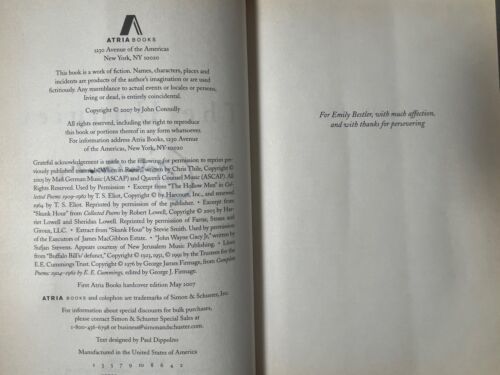 ATRIA BOOKS
1230 Avenue of the Americas
New York, NY 10020
This book is a work of fiction. Names, characters, places and
incidents are products of the author's imagination or are used
fictitiously. Any resemblance to actual events or locales or persons,
living or dead, is entirely coincidental.
Copyright © 2007 by John Connolly
All rights reserved, including the right to reproduce
this book or portions thereof in any form whatsoever.
For information address Atria Books, 1230 Avenue
of the Americas, New York, NY 10020
Grateful acknowledgement is made to the following for permission to reprint previously
published material: "When in Rome," written by Chris Thile, Copyright ©
2005 by Mark German Music (ASCAP) and Queen's Counsel Music (ASCAP). All
Rights Reserved. Used by Permission • Excerpt from "The Hollow Men" in Collected
Poems 1909–1962 by T. S. Eliot, Copyright © by Harcourt, Inc., and renewed
1964 by T. S. Eliot. Reprinted by permission of the publisher. • Excerpt from
"Skunk Hour" from Collected Poems by Robert Lowell, Copyright © 2003 by Harriet
Lowell and Sheridan Lowell. Reprinted by permission of Farrar, Straus and
Giroux, LLC. • Extract from "Skunk Hour" by Stevie Smith. Used by permission
of the Executors of James MacGibbon Estate. • "John Wayne Gacy Jr," written by
Sufjan Stevens. Appears courtesy of New Jerusalem Music Publishing. • Lines
from "Buffalo Bill's defunct," Copyright © 1923, 1951, © 1991 by the Trustees for the
E.E. Cummings Trust. Copyright © 1976 by George James Firmage, from Complete
Poems 1904–1962 by E. E. Cummings, edited by George J. Firmage.
First Atria Books hardcover edition May 2007
ATRIA BOOKS and colophon are trademarks of Simon & Schuster, Inc.
For information about special discounts for bulk purchases,
please contact Simon & Schuster Special Sales at
1-800-456-6798 or business@simonandschuster.com
Text designed by Paul Dippolito
Manufactured in the United States of America
1 3 5 7 9 10 8 6 4 2
For Emily Bestler, with much affection,
and with thanks for persevering